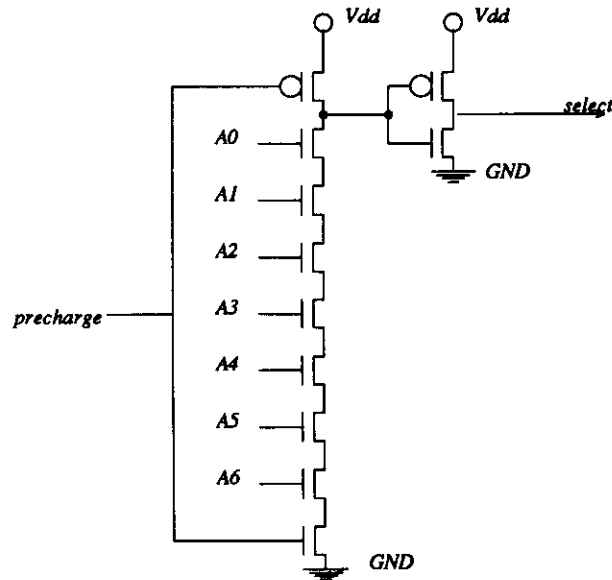 Vdd
Vdd
select
A0
GND
A1
A2
A3
precharge
A4
A5
A6
GND